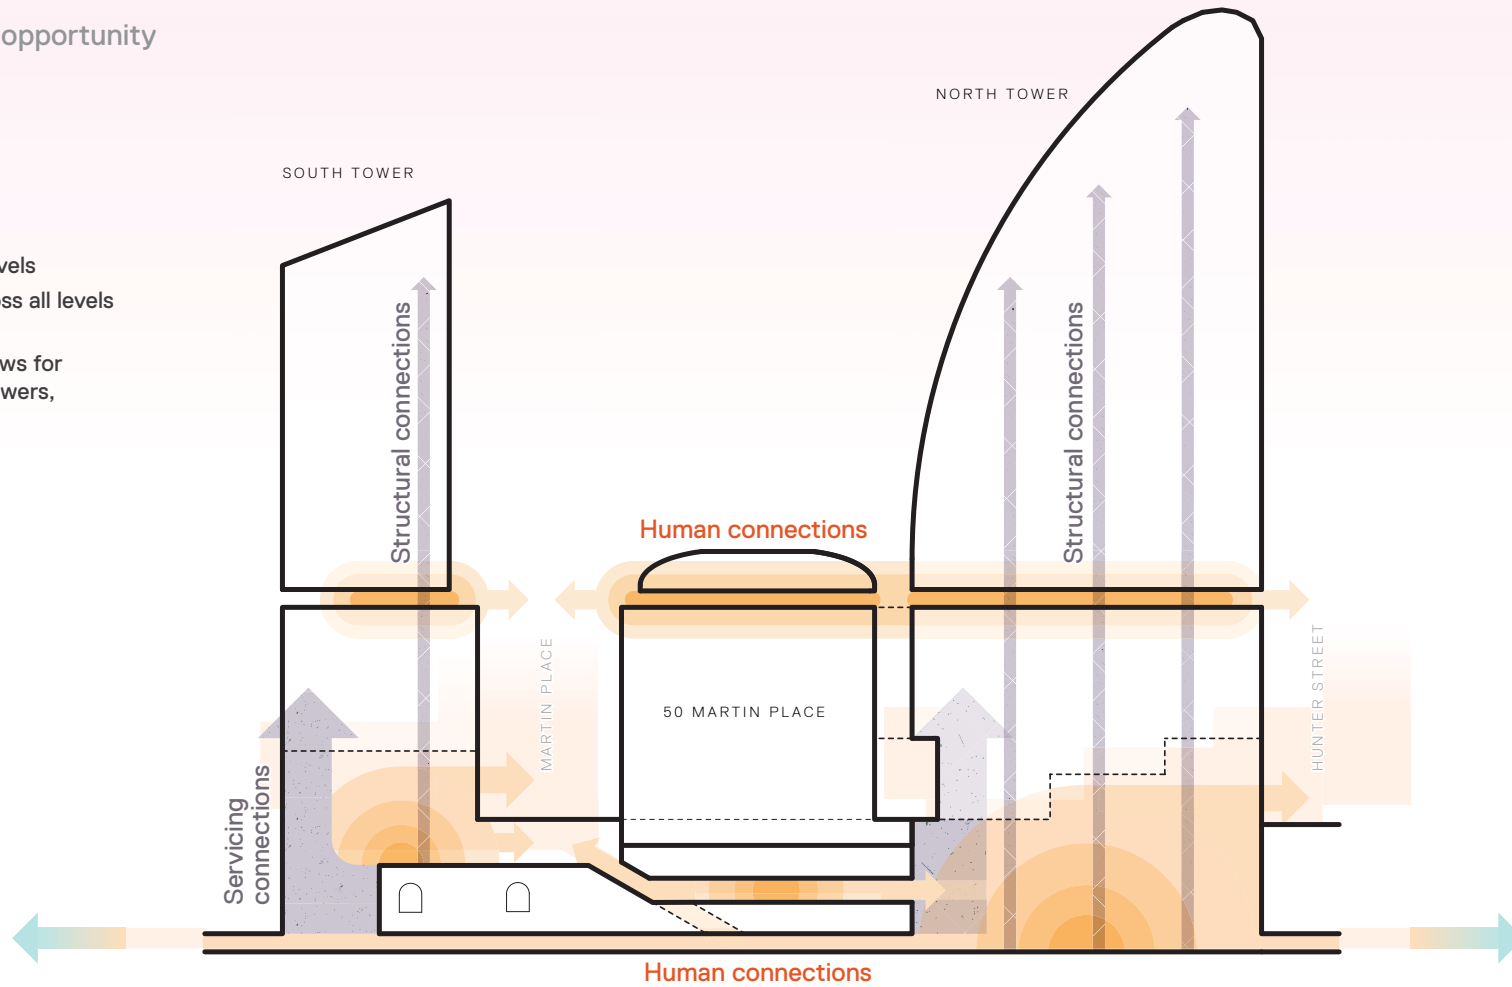 opportunity
NORTH TOWER
SOUTH TOWER
vels
ss all levels
ws for
wers,
Structural connections
Structural connections
Human connections
MARTIN PLACE
HUNTER STREET
50 MARTIN PLACE
Servicing
connections
Human connections